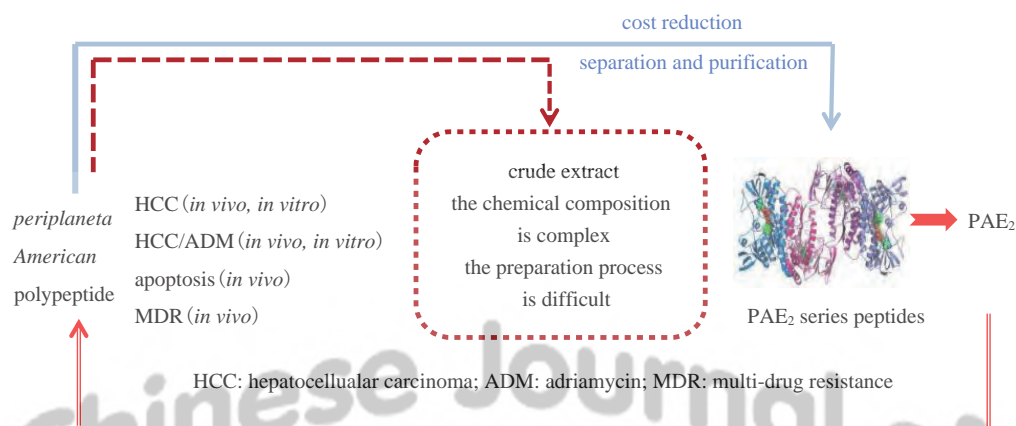 cost reduction
separation and purification
periplaneta
American
polypeptide
HCC (in vivo, in vitro)
HCC/ADM (in vivo, in vitro)
apoptosis (in vivo)
MDR (in vivo)
crude extract
the chemical composition
is complex
the preparation process
is difficult
PAE₂ series peptides
PAE₂
HCC: hepatocellualar carcinoma; ADM: adriamycin; MDR: multi-drug resistance
Chinese Journal